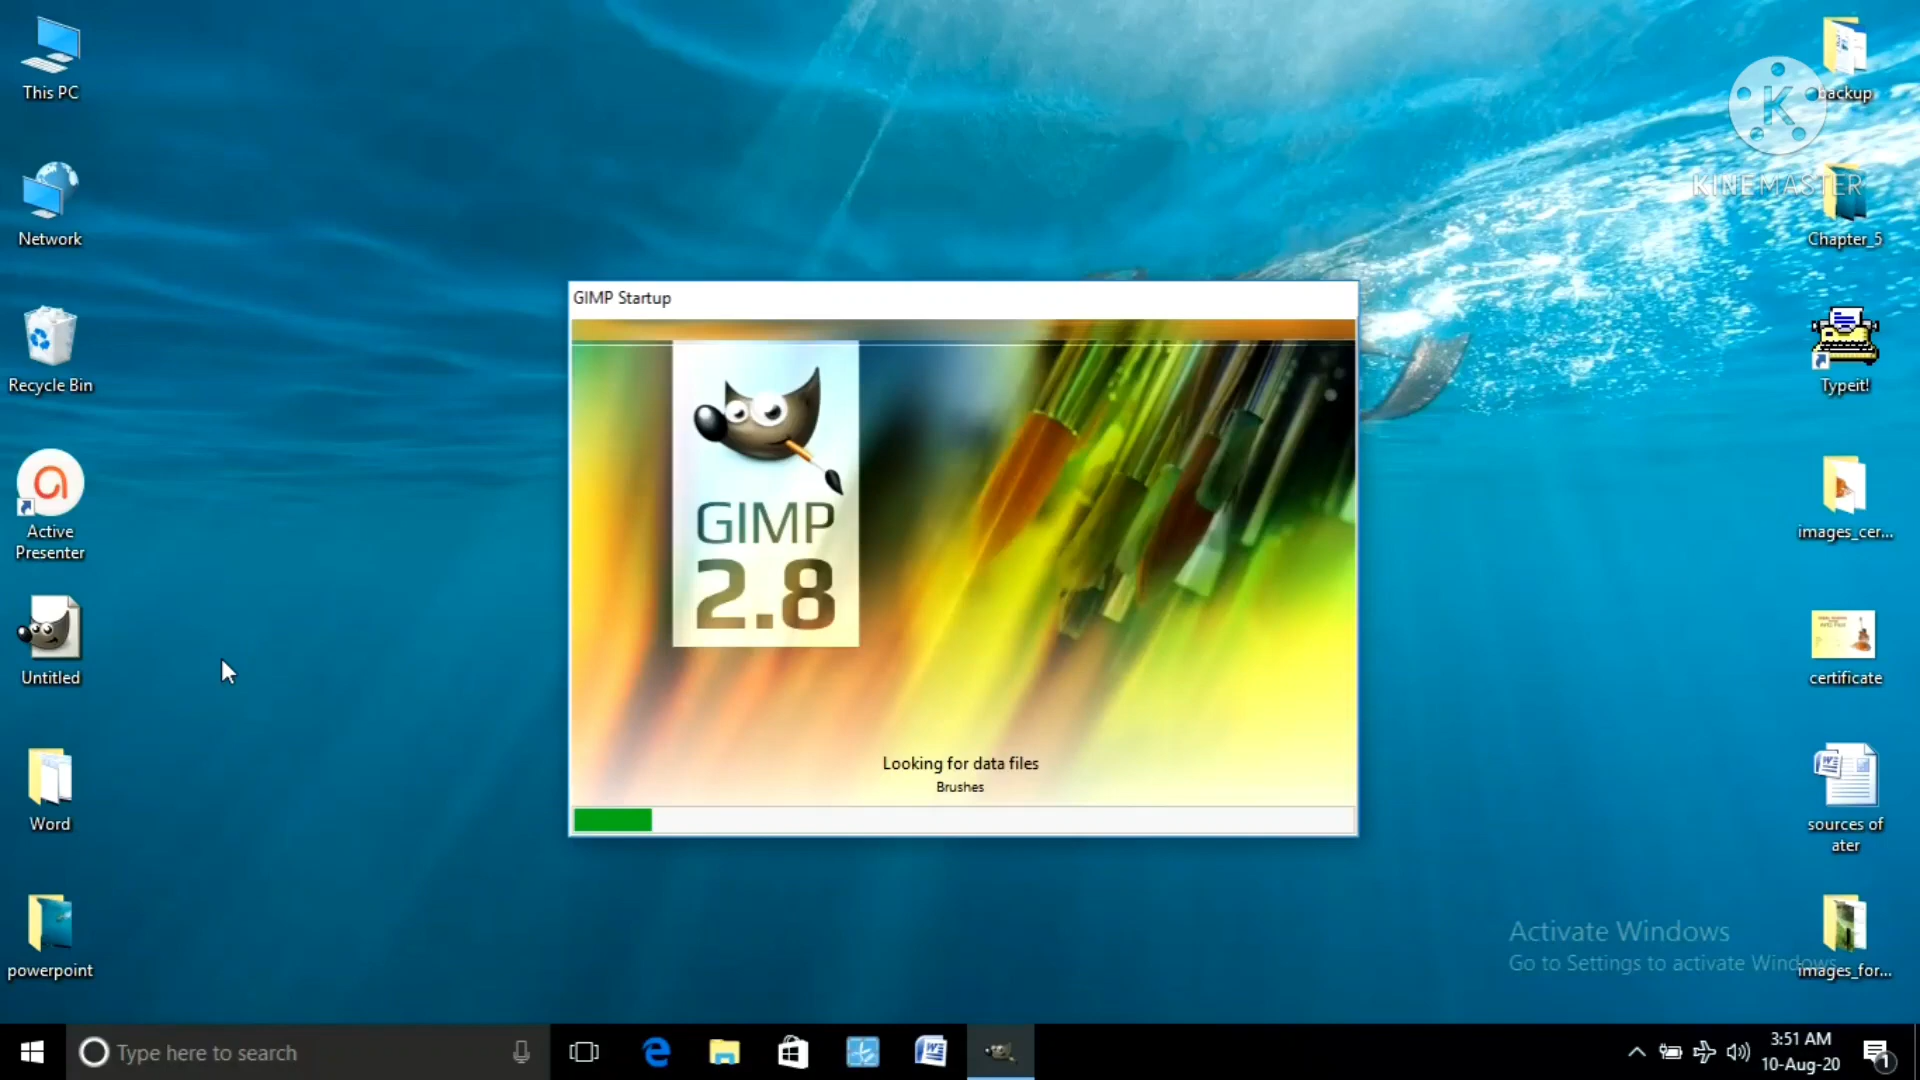 This PC
Network
Recycle Bin
Active
Presenter
Untitled
Word
powerpoint
GIMP Startup
GIMP
2.8
Looking for data files
Brushes
backup
KINEMASTER
Chapter_5
Typeit!
images_cer...
certificate
sources of
ater
images_for...
Activate Windows
Go to Settings to activate Windows.
Type here to search
3:51 AM
10-Aug-20
1